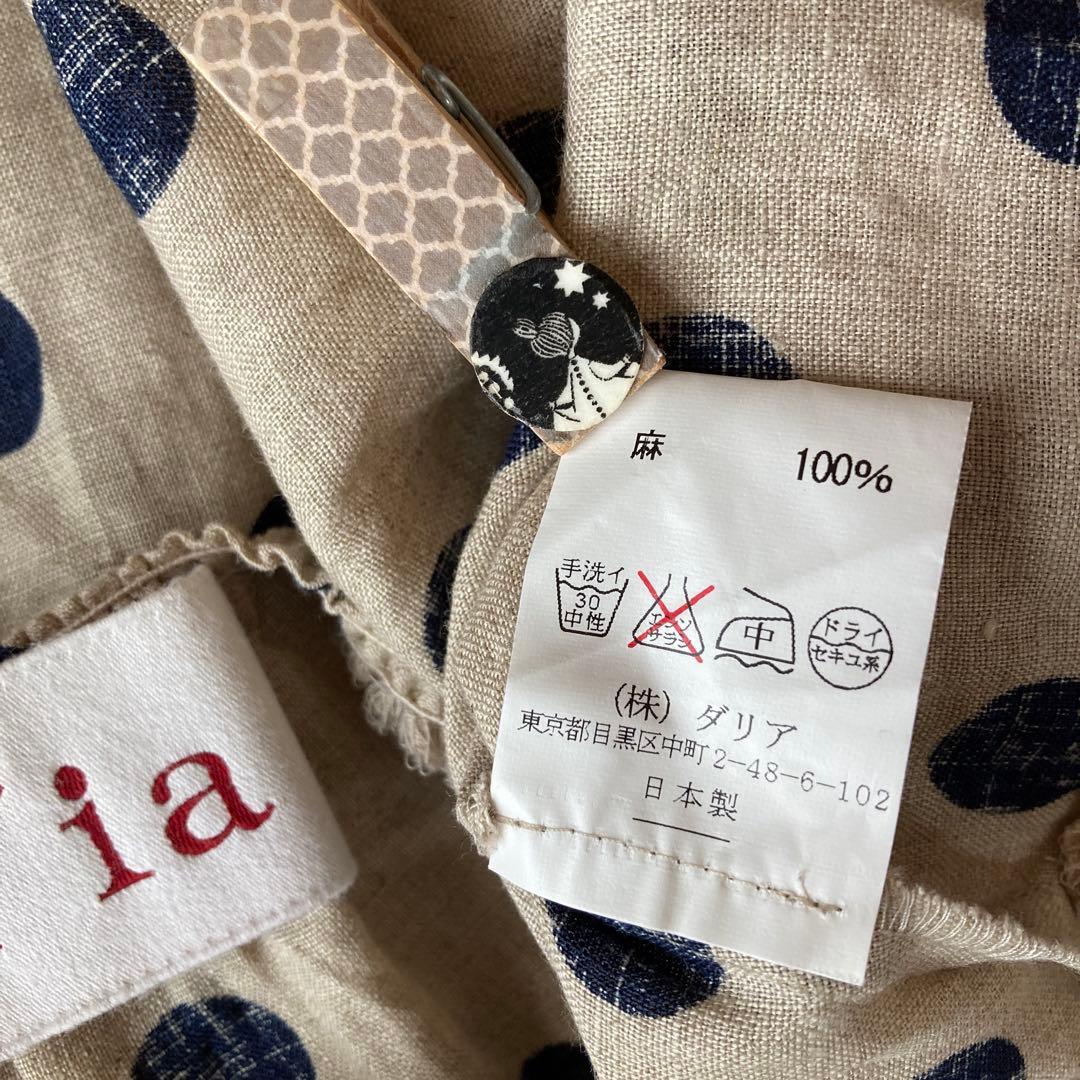 麻 100%
手洗イ
30
中性
エンソ
サラシ
中
ドライ
セキユ系
(株) ダリア
東京都目黒区中町2-48-6-102
日本製
ia